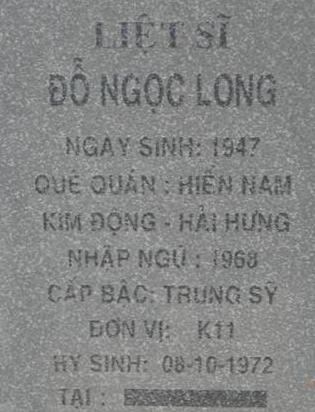 LIỆT SĨ
ĐỖ NGỌC LONG
NGÀY SINH: 1947
QUÊ QUÁN : HIẾN NAM
KIM ĐỘNG - HẢI HƯNG
NHẬP NGŨ : 1968
CẤP BẬC: TRUNG SỸ
ĐƠN VỊ: K11
HY SINH: 08-10-1972
TẠI :